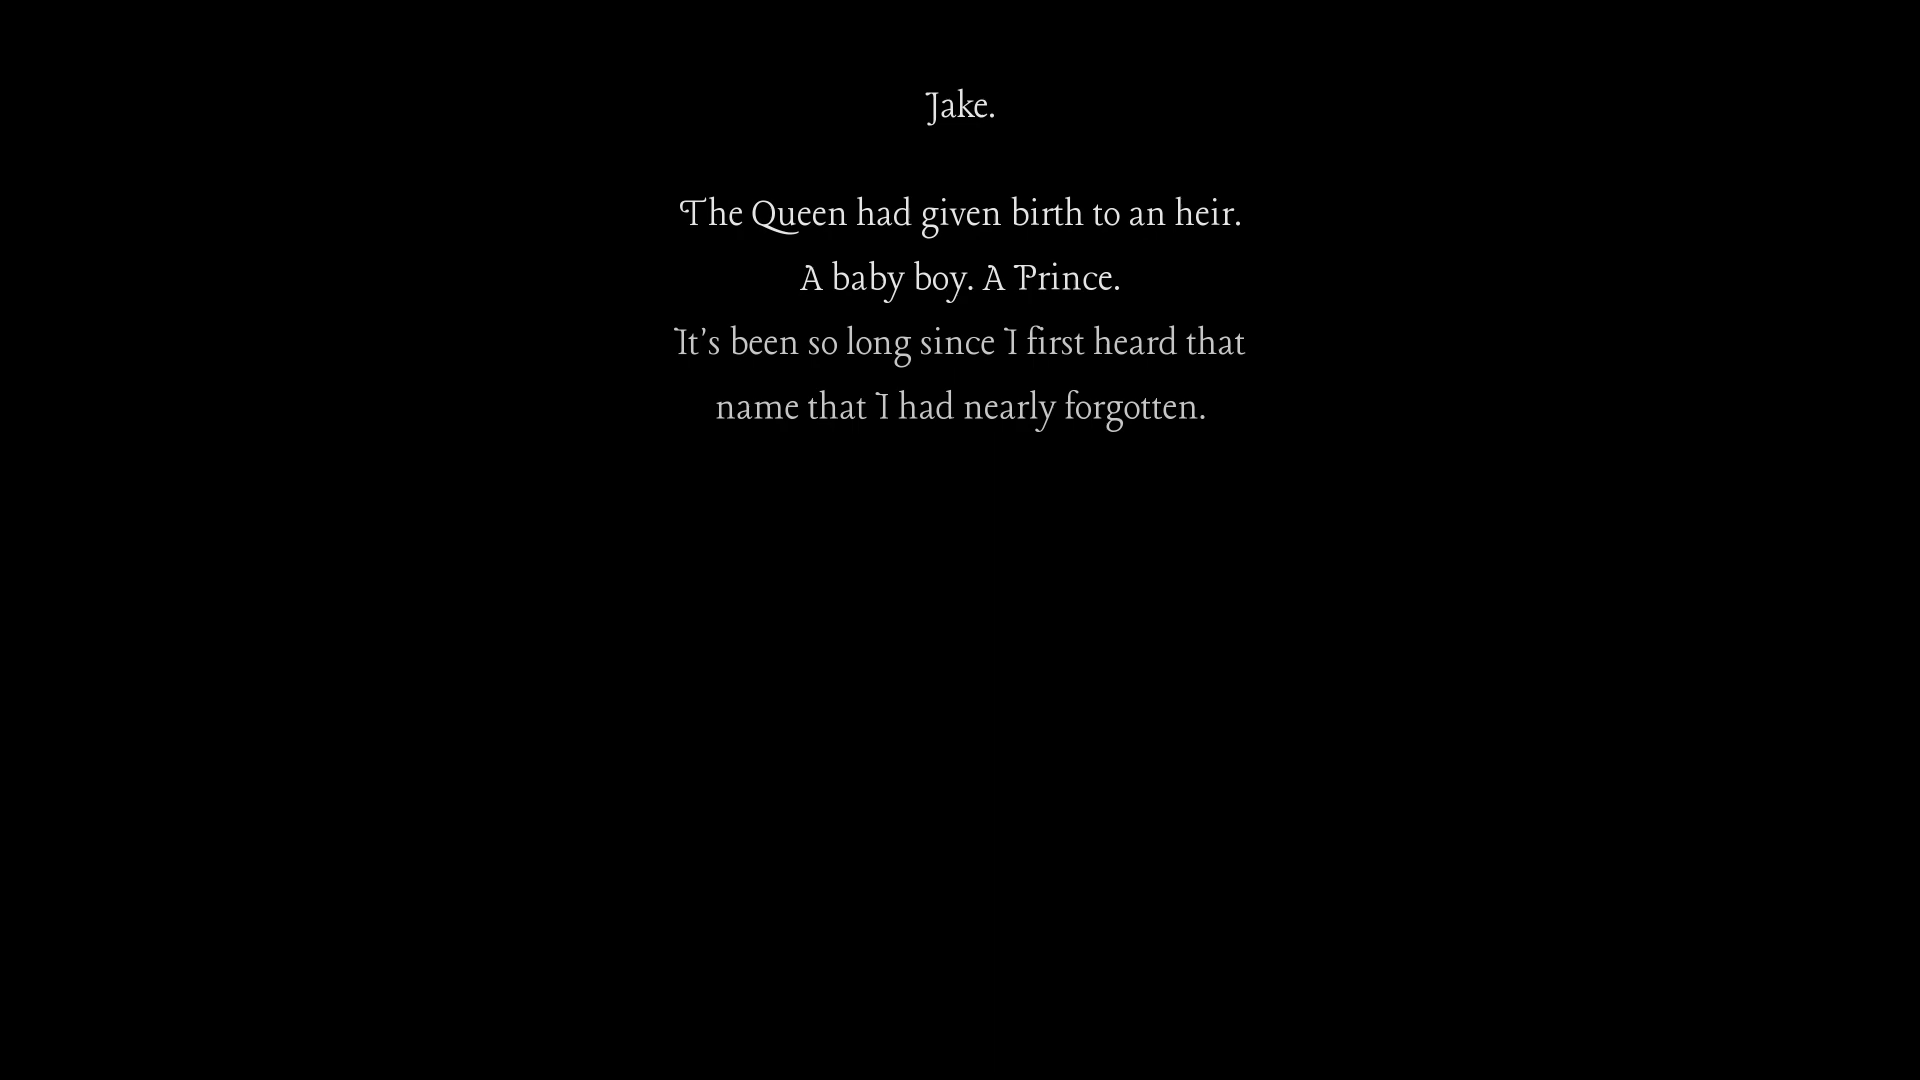 Jake.
The Queen had given birth to an heir.
A baby boy. A Prince.
It's been so long since I first heard that
name that I had nearly forgotten.